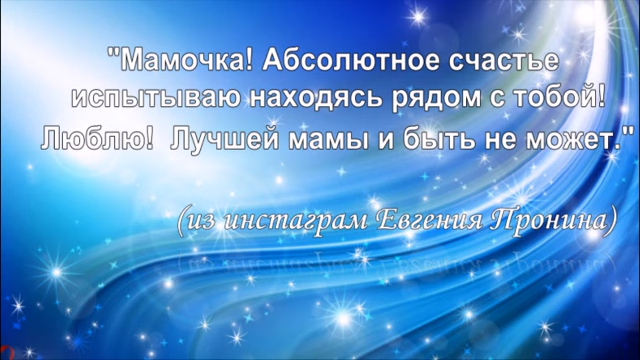 "Мамочка! Абсолютное счастье
испытываю находясь рядом с тобой!
Люблю!  Лучшей мамы и быть не может."
(из инстаграм Евгения Пронина)